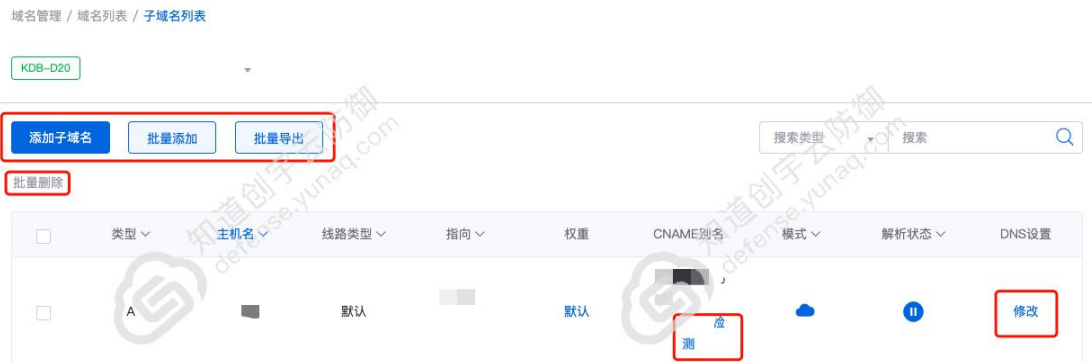 域名管理 / 域名列表 / 子域名列表
KDB-D20
添加子域名 批量添加 批量导出 搜索类型 搜索
批量删除
类型 主机名 线路类型 指向 权重 CNAME别名 模式 解析状态 DNS设置
A 默认 默认 检测 修改
知道创宇云防御
defense.yunaq.com
知道创宇云防御
defense.yunaq.com